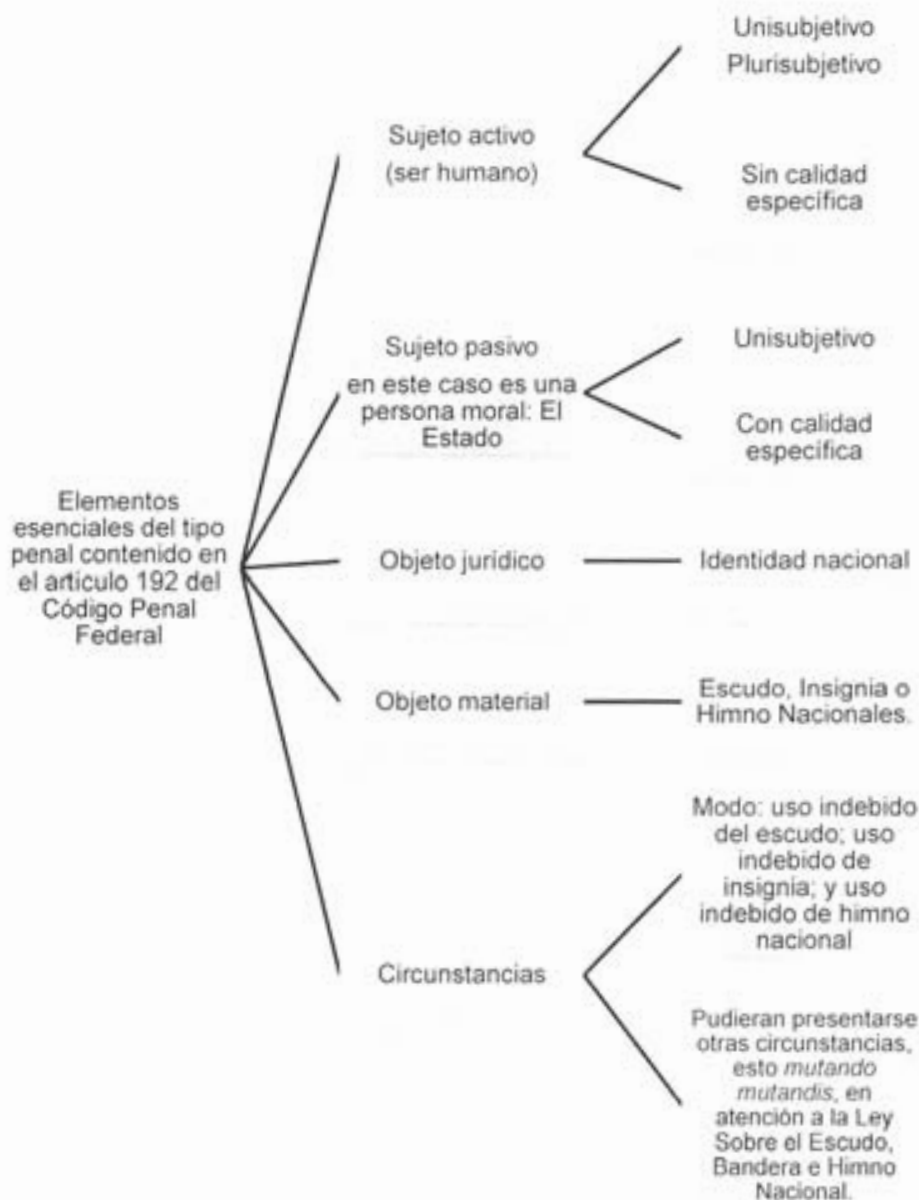 Elementos
esenciales del tipo
penal contenido en
el articulo 192 del
Código Penal
Federal
Sujeto activo
(ser humano)
Unisubjetivo
Plurisubjetivo
Sin calidad
específica
Sujeto pasivo
en este caso es una
persona moral: El
Estado
Unisubjetivo
Con calidad
específica
Objeto jurídico
Identidad nacional
Objeto material
Escudo, Insignia o
Himno Nacionales.
Circunstancias
Modo: uso indebido
del escudo; uso
indebido de
insignia; y uso
indebido de himno
nacional
Pudieran presentarse
otras circunstancias,
esto mutando
mutandis, en
atención a la Ley
Sobre el Escudo,
Bandera e Himno
Nacional.